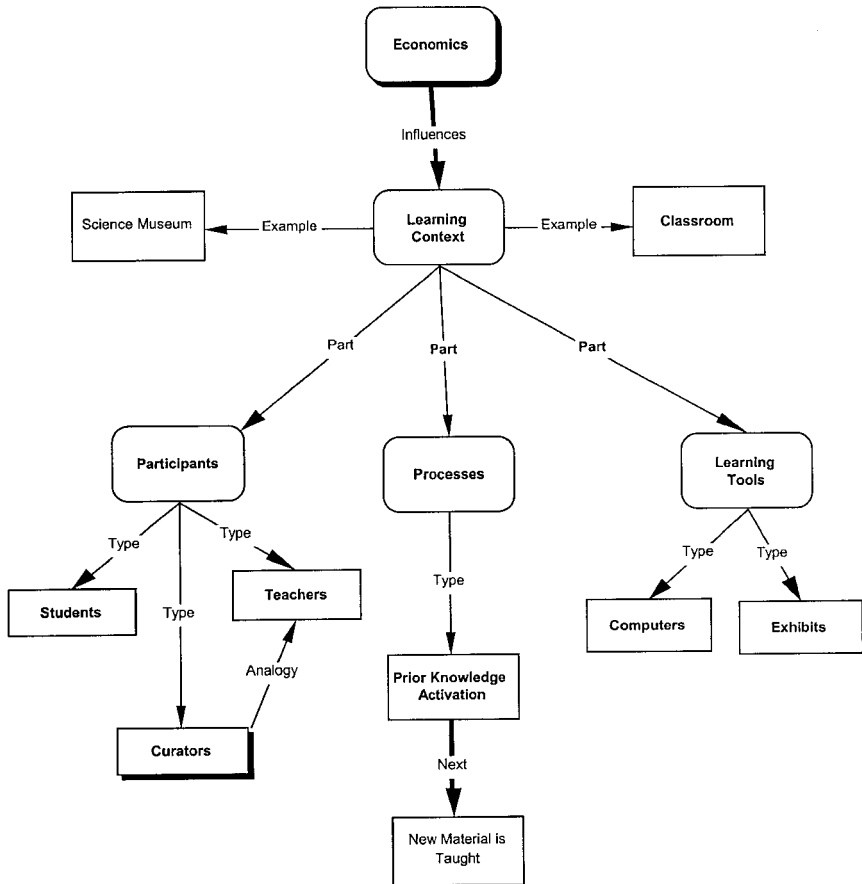 Economics
Influences
Science Museum
Example
Learning
Context
Example
Classroom
Part
Part
Part
Participants
Processes
Learning
Tools
Type
Type
Type
Type
Type
Type
Students
Teachers
Computers
Exhibits
Analogy
Prior Knowledge
Activation
Curators
Next
New Material is
Taught